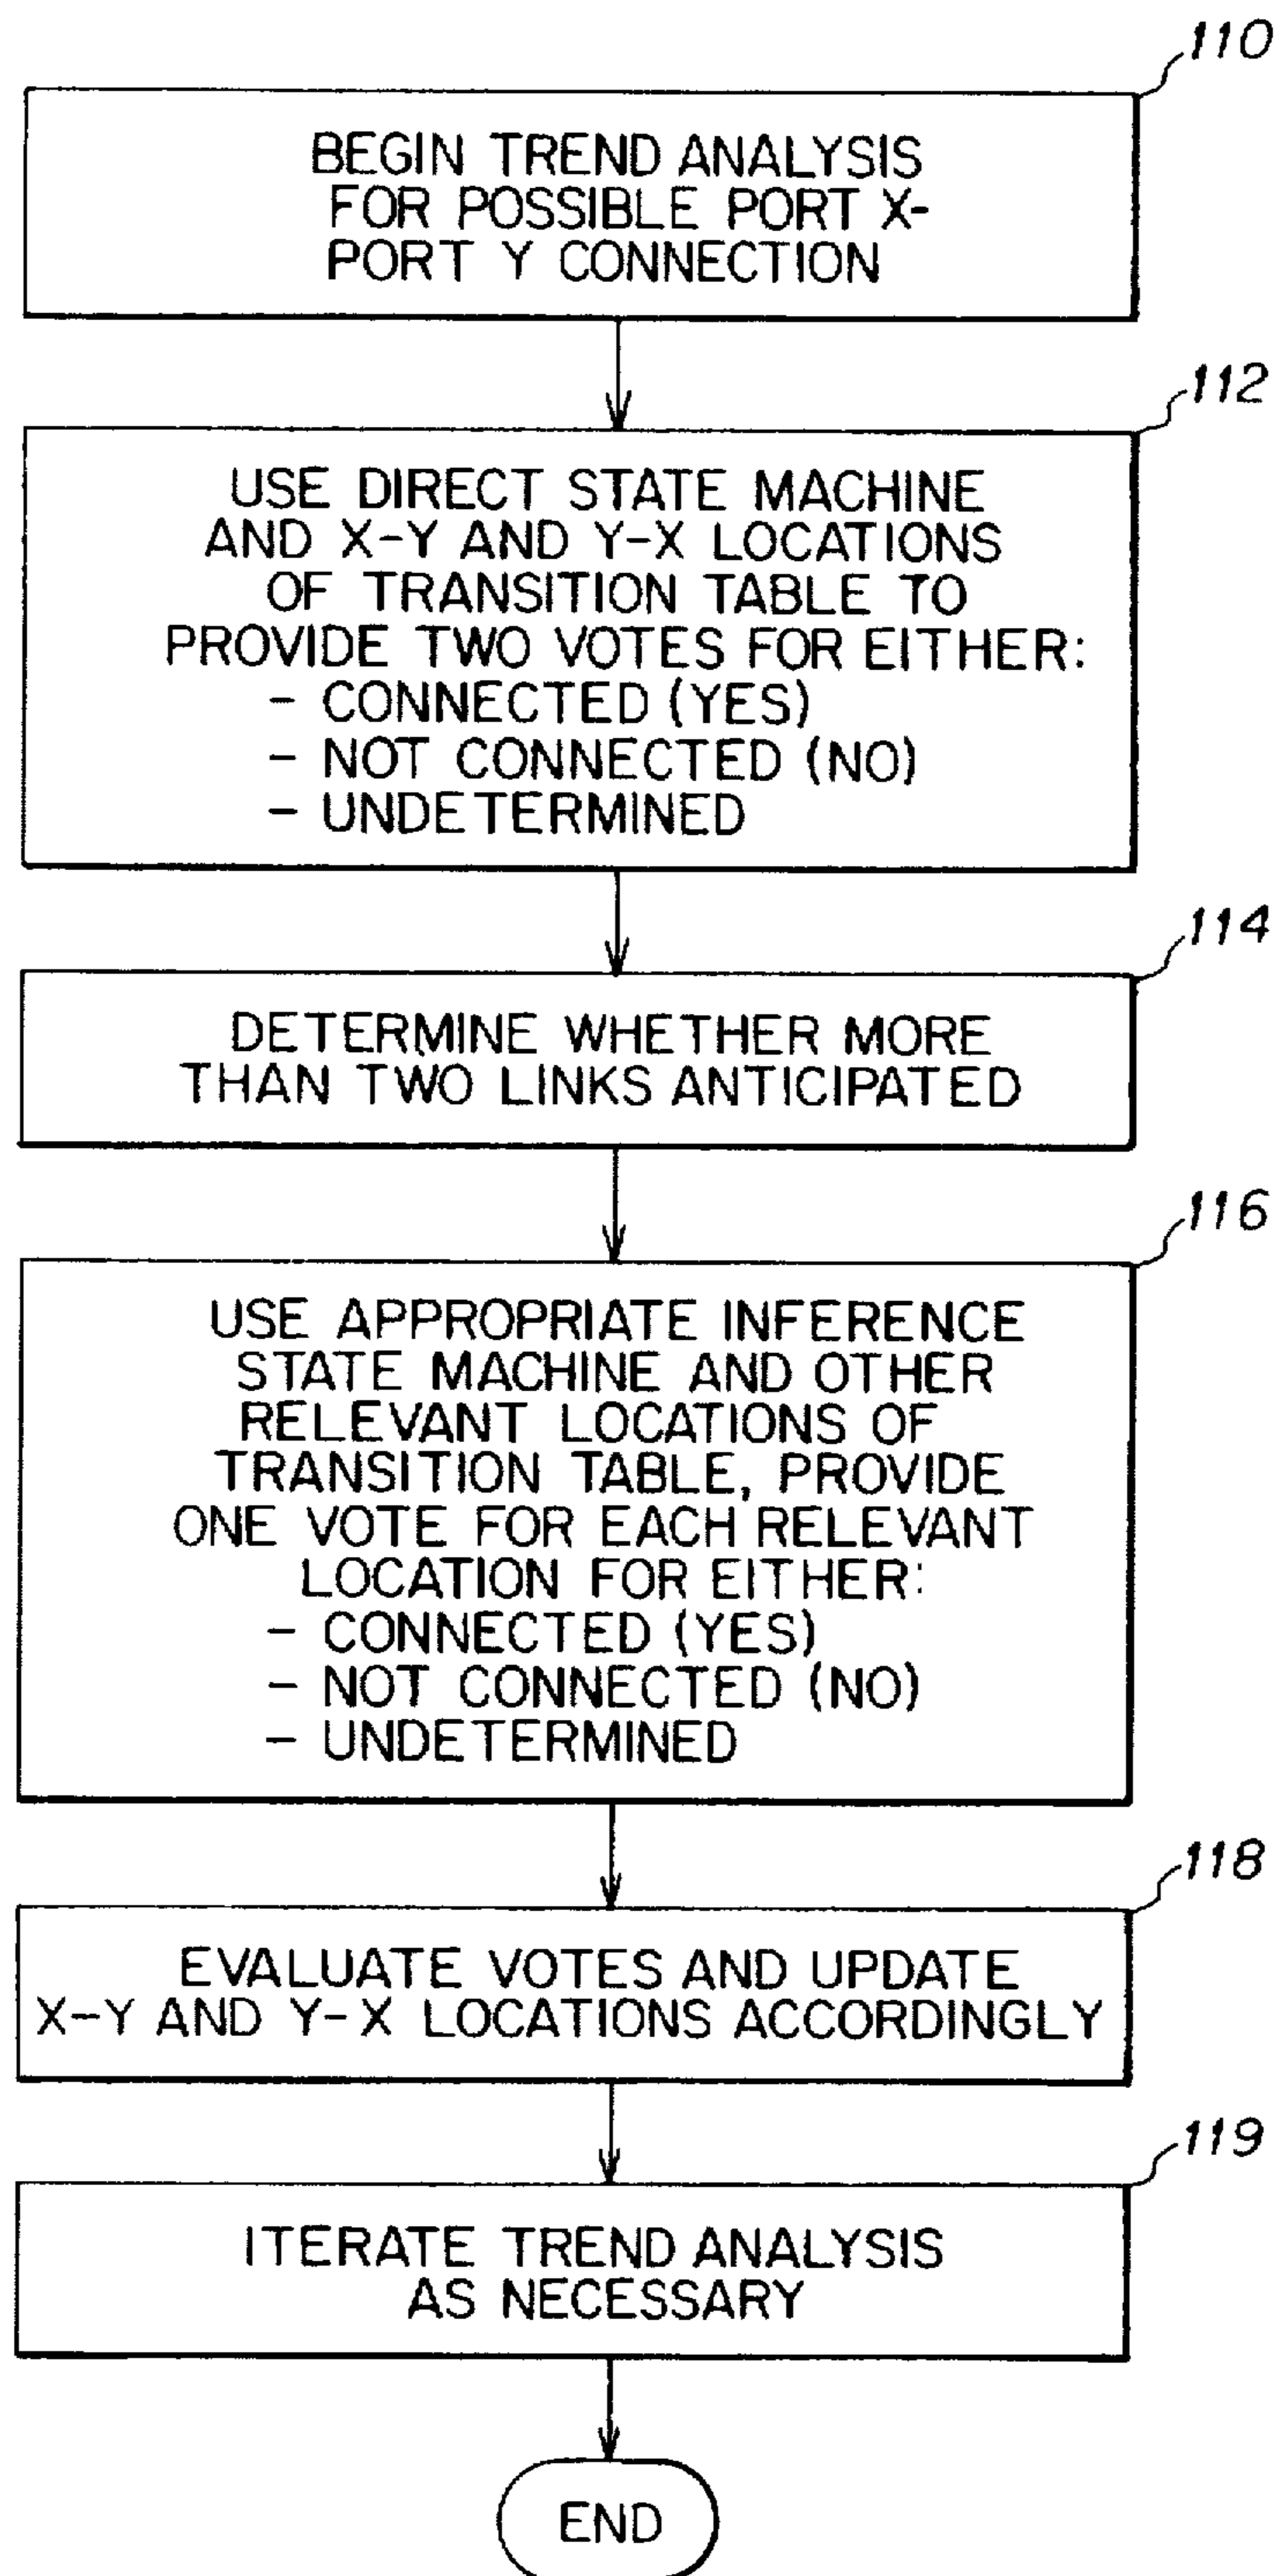 110
BEGIN TREND ANALYSIS
FOR POSSIBLE PORT X-
PORT Y CONNECTION
112
USE DIRECT STATE MACHINE
AND X-Y AND Y-X LOCATIONS
OF TRANSITION TABLE TO
PROVIDE TWO VOTES FOR EITHER:
- CONNECTED (YES)
- NOT CONNECTED (NO)
- UNDETERMINED
114
DETERMINE WHETHER MORE
THAN TWO LINKS ANTICIPATED
116
USE APPROPRIATE INFERENCE
STATE MACHINE AND OTHER
RELEVANT LOCATIONS OF
TRANSITION TABLE, PROVIDE
ONE VOTE FOR EACH RELEVANT
LOCATION FOR EITHER:
- CONNECTED (YES)
- NOT CONNECTED (NO)
- UNDETERMINED
118
EVALUATE VOTES AND UPDATE
X-Y AND Y-X LOCATIONS ACCORDINGLY
119
ITERATE TREND ANALYSIS
AS NECESSARY
END